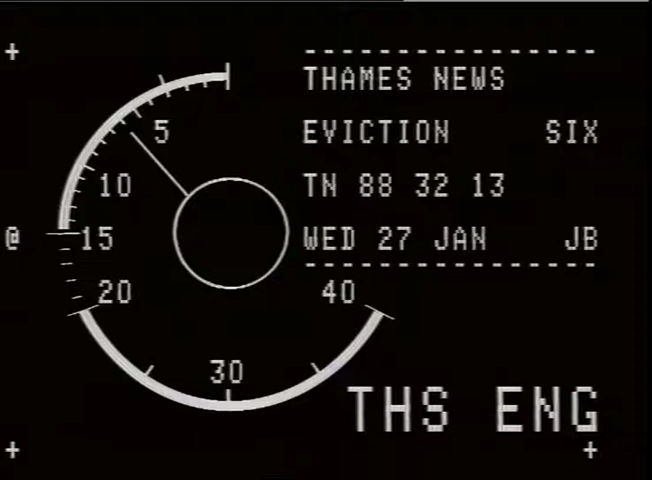 THAMES NEWS
EVICTION SIX
TN 88 32 13
WED 27 JAN JB
5
10
@ 15
20
30
40
THS ENG